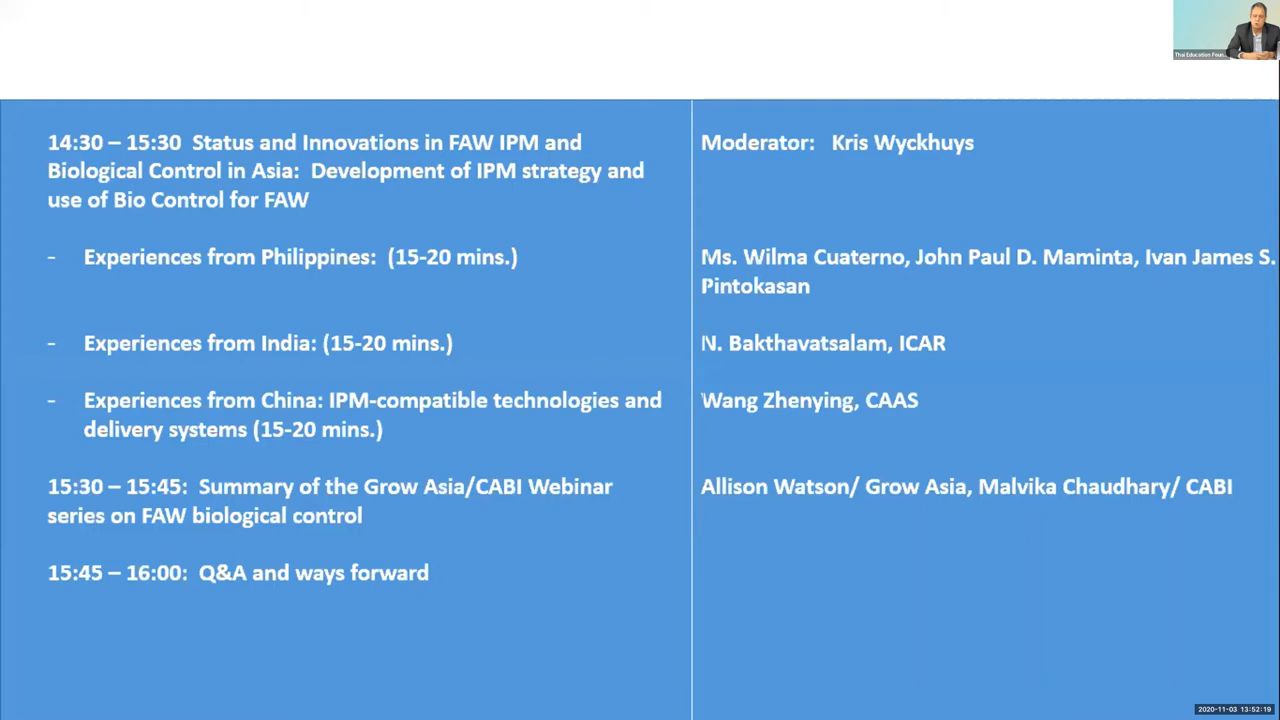 Thai Education Foun...
14:30 – 15:30 Status and Innovations in FAW IPM and
Biological Control in Asia: Development of IPM strategy and
use of Bio Control for FAW
Moderator: Kris Wyckhuys
- Experiences from Philippines: (15-20 mins.)
Ms. Wilma Cuaterno, John Paul D. Maminta, Ivan James S.
Pintokasan
- Experiences from India: (15-20 mins.)
N. Bakthavatsalam, ICAR
- Experiences from China: IPM-compatible technologies and
delivery systems (15-20 mins.)
Wang Zhenying, CAAS
15:30 – 15:45: Summary of the Grow Asia/CABI Webinar
series on FAW biological control
Allison Watson/ Grow Asia, Malvika Chaudhary/ CABI
15:45 – 16:00: Q&A and ways forward
2020-11-03 13:52:19